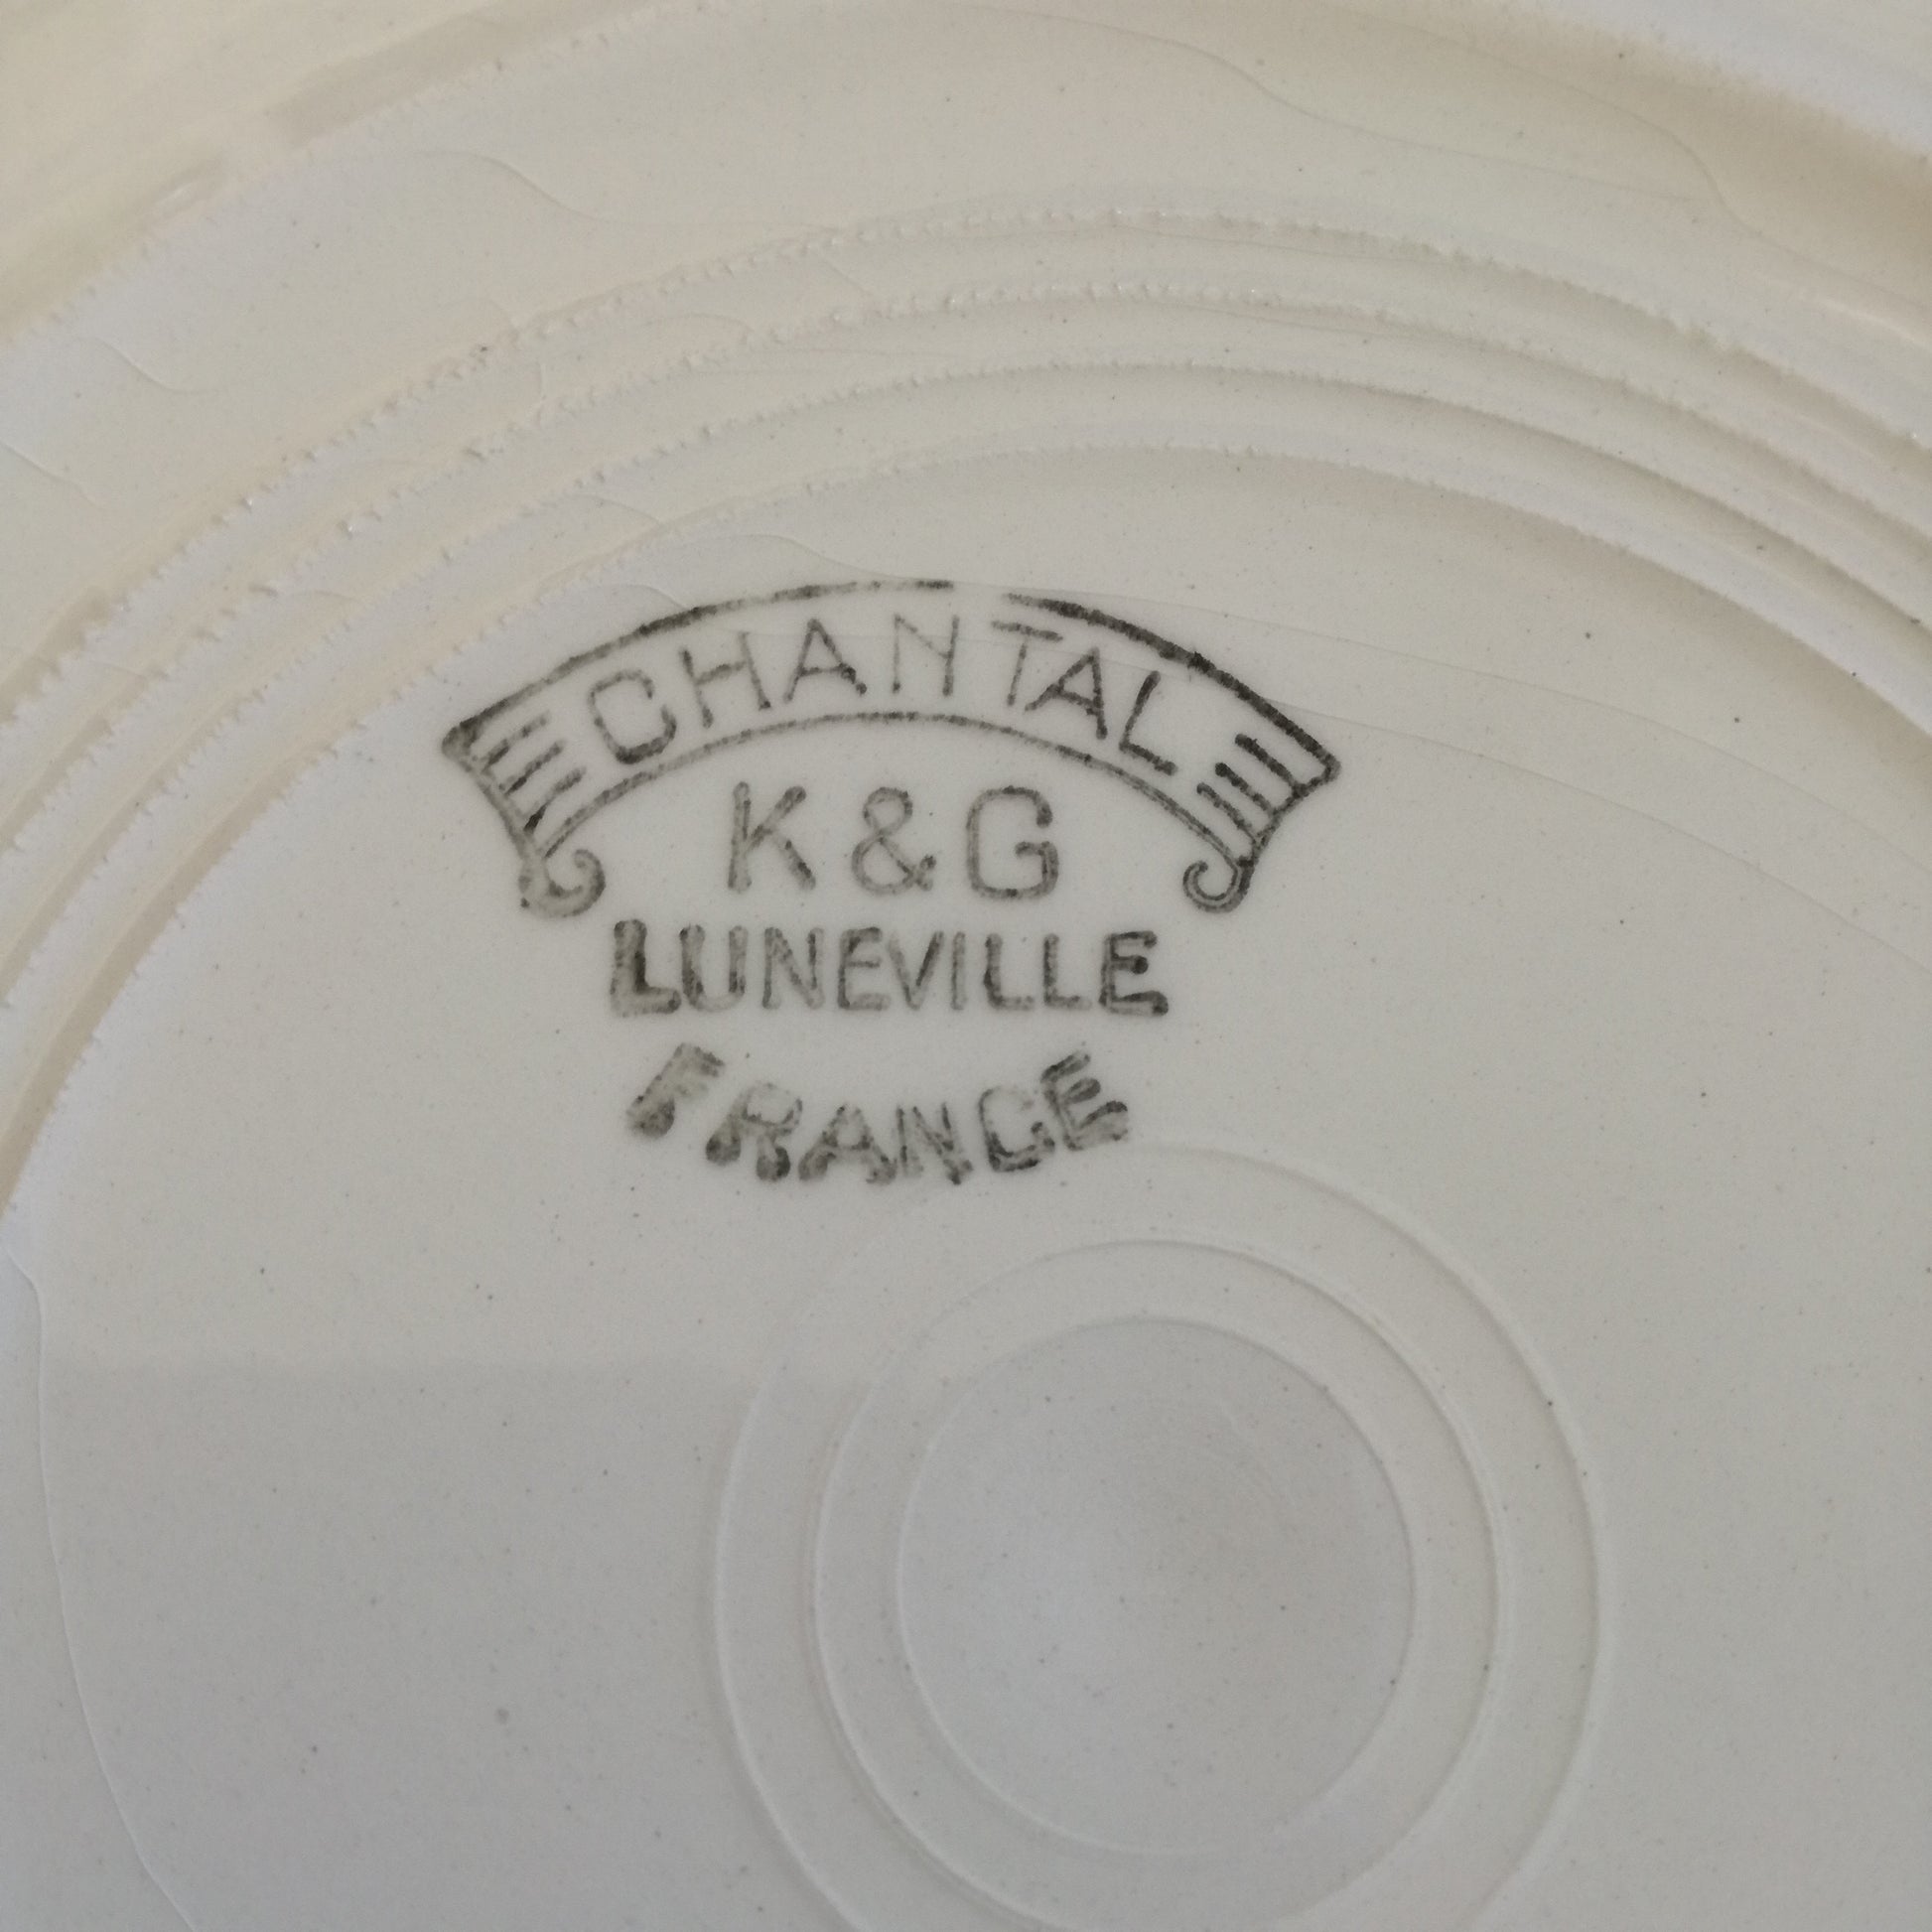 CHANTAL
K & G
LUNEVILLE
FRANCE